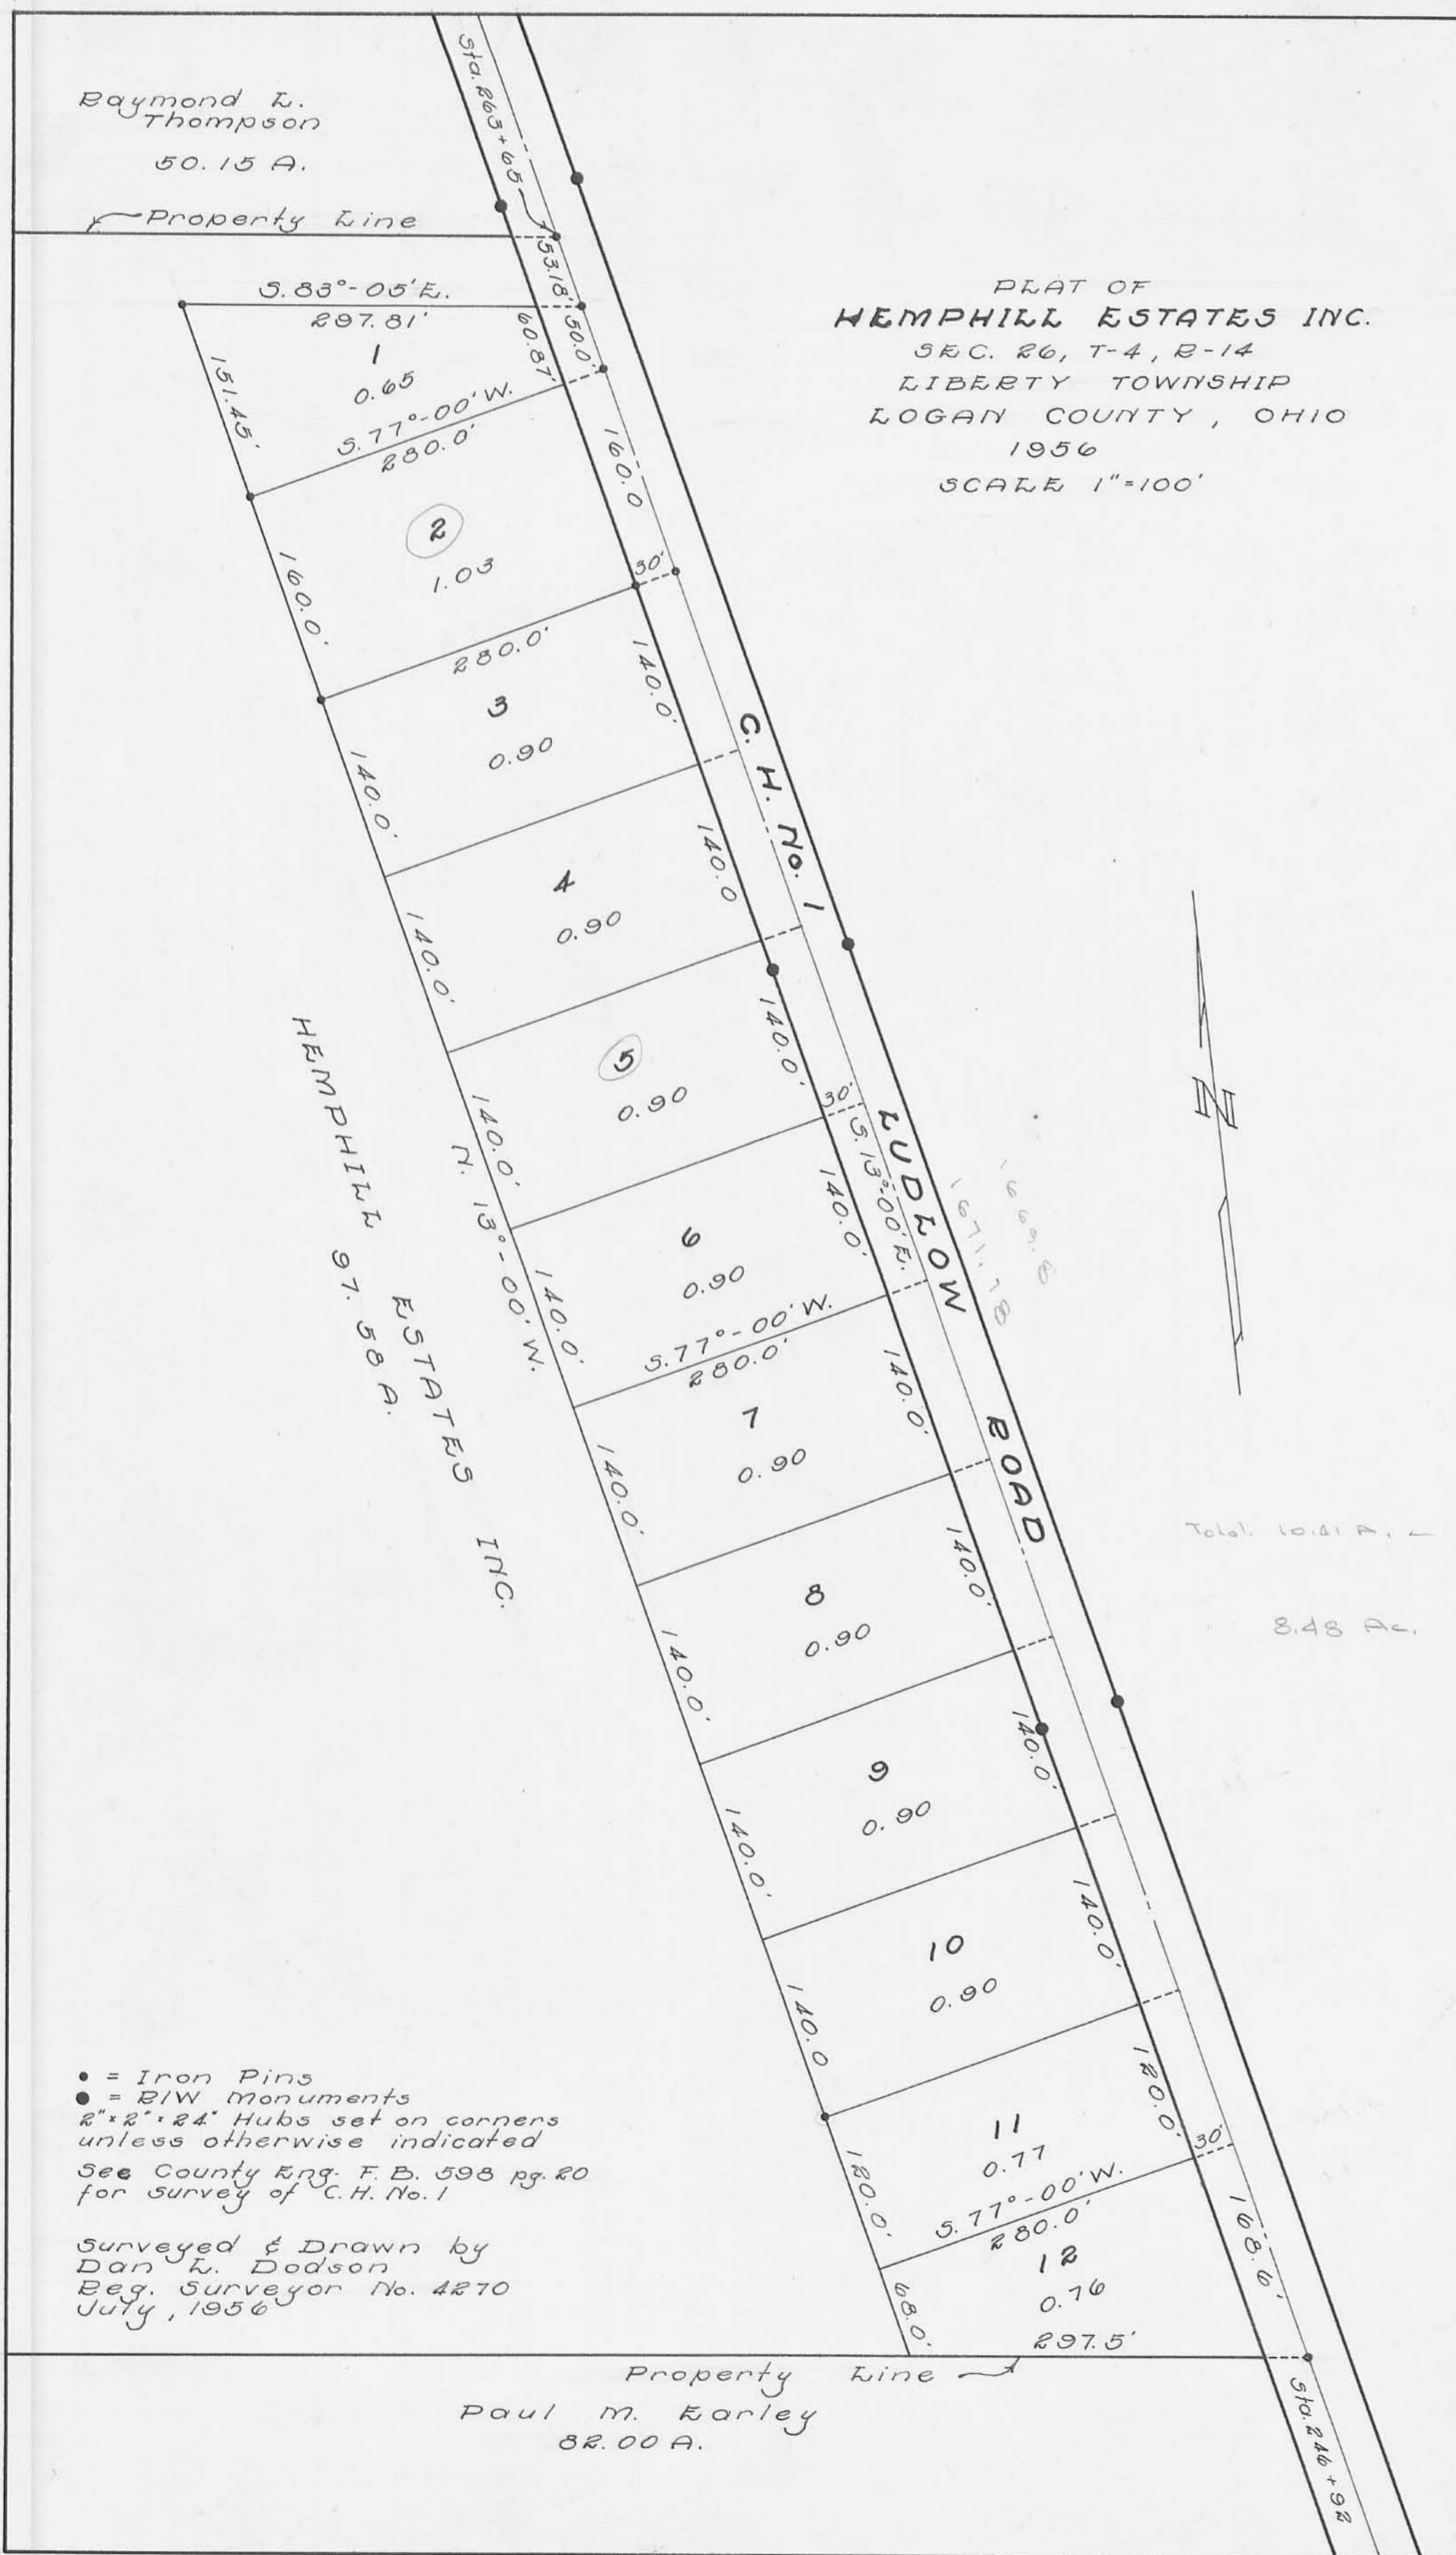 Raymond L.
Thompson
50.15 A.
Property Line
Sta. 263+65
53.18'
50.0'
S. 83°-05' E.
297.81'
60.87'
151.45'
1
0.65
S. 77°-00' W.
280.0'
PLAT OF
HEMPHILL ESTATES INC.
SEC. 26, T-4, R-14
LIBERTY TOWNSHIP
LOGAN COUNTY, OHIO
1956
SCALE 1"=100'
160.0
2
1.03
160.0'
30'
280.0'
140.0'
3
0.90
140.0'
C. H. No. 1
140.0
4
0.90
140.0'
140.0'
5
0.90
140.0'
30'
S. 13°-00' E.
LUDLOW ROAD
N. 13°-00' W.
HEMPHILL ESTATES INC.
97.58 A.
140.0'
6
0.90
140.0'
S. 77°-00' W.
280.0'
1669.8
1671.78
140.0'
7
0.90
140.0'
140.0'
8
0.90
140.0'
Total 10.41 A.
8.48 Ac.
140.0'
9
0.90
140.0'
140.0'
10
0.90
140.0
120.0'
11
0.77
120.0'
30'
S. 77°-00' W.
280.0'
168.6'
12
0.76
68.0'
297.5'
Property Line
Paul M. Earley
82.00 A.
Sta. 246+92
• = Iron Pins
● = R/W Monuments
2"x2"x24" Hubs set on corners
unless otherwise indicated
See County Eng. F. B. 598 pg. 20
for survey of C. H. No. 1
Surveyed & Drawn by
Dan L. Dodson
Reg. Surveyor No. 4270
July, 1956
N